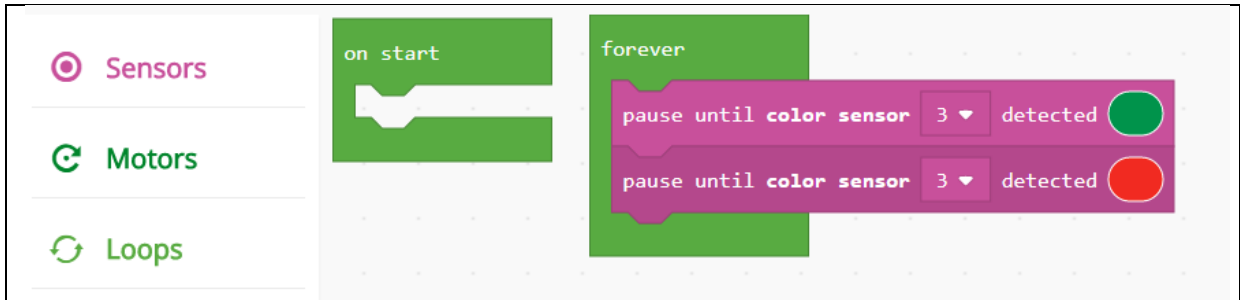 Sensors
Motors
Loops
on start
forever
pause until color sensor 3 detected
pause until color sensor 3 detected